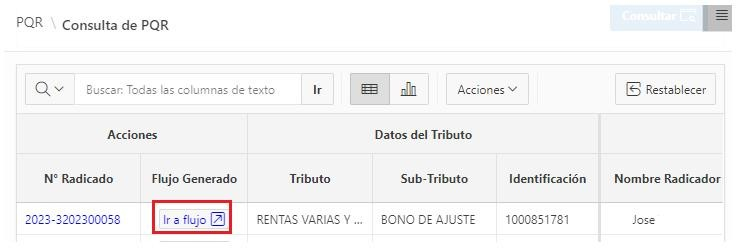 PQR \ Consulta de PQR
Consultar
Buscar: Todas las columnas de texto
Ir
Acciones
Restablecer
Acciones Datos del Tributo
N° Radicado Flujo Generado Tributo Sub-Tributo Identificación Nombre Radicador
2023-3202300058 Ir a flujo RENTAS VARIAS Y ... BONO DE AJUSTE 1000851781 Jose